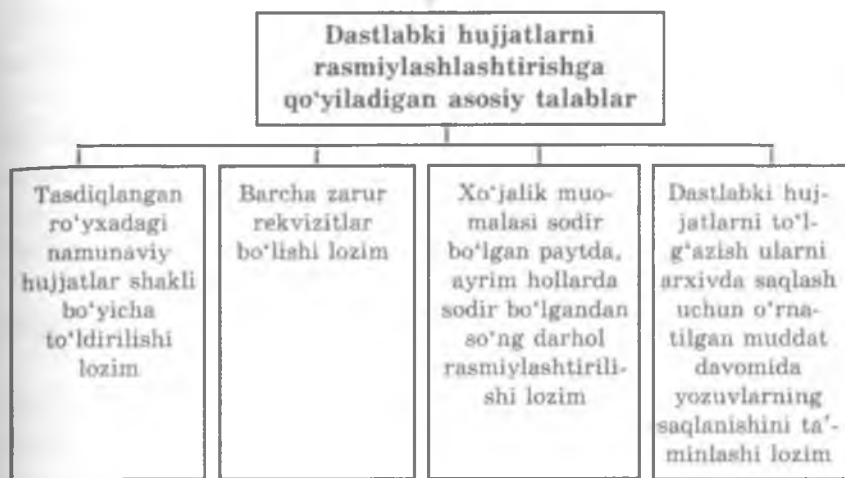 Dastlabki hujjatlarni
rasmiylashlashtirishga
qo‘yiladigan asosiy talablar
Tasdiqlangan
ro‘yxadagi
namunaviy
hujjatlar shakli
bo‘yicha
to‘ldirilishi
lozim
Barcha zarur
rekvizitlar
bo‘lishi lozim
Xo‘jalik muo-
malasi sodir
bo‘lgan paytda,
ayrim hollarda
sodir bo‘lgandan
so‘ng darhol
rasmiylashtirili-
shi lozim
Dastlabki huj-
jatlarni to‘l-
g‘azish ularni
arxivda saqlash
uchun o‘rna-
tilgan muddat
davomida
yozuvlarning
saqlanishini ta’-
minlashi lozim